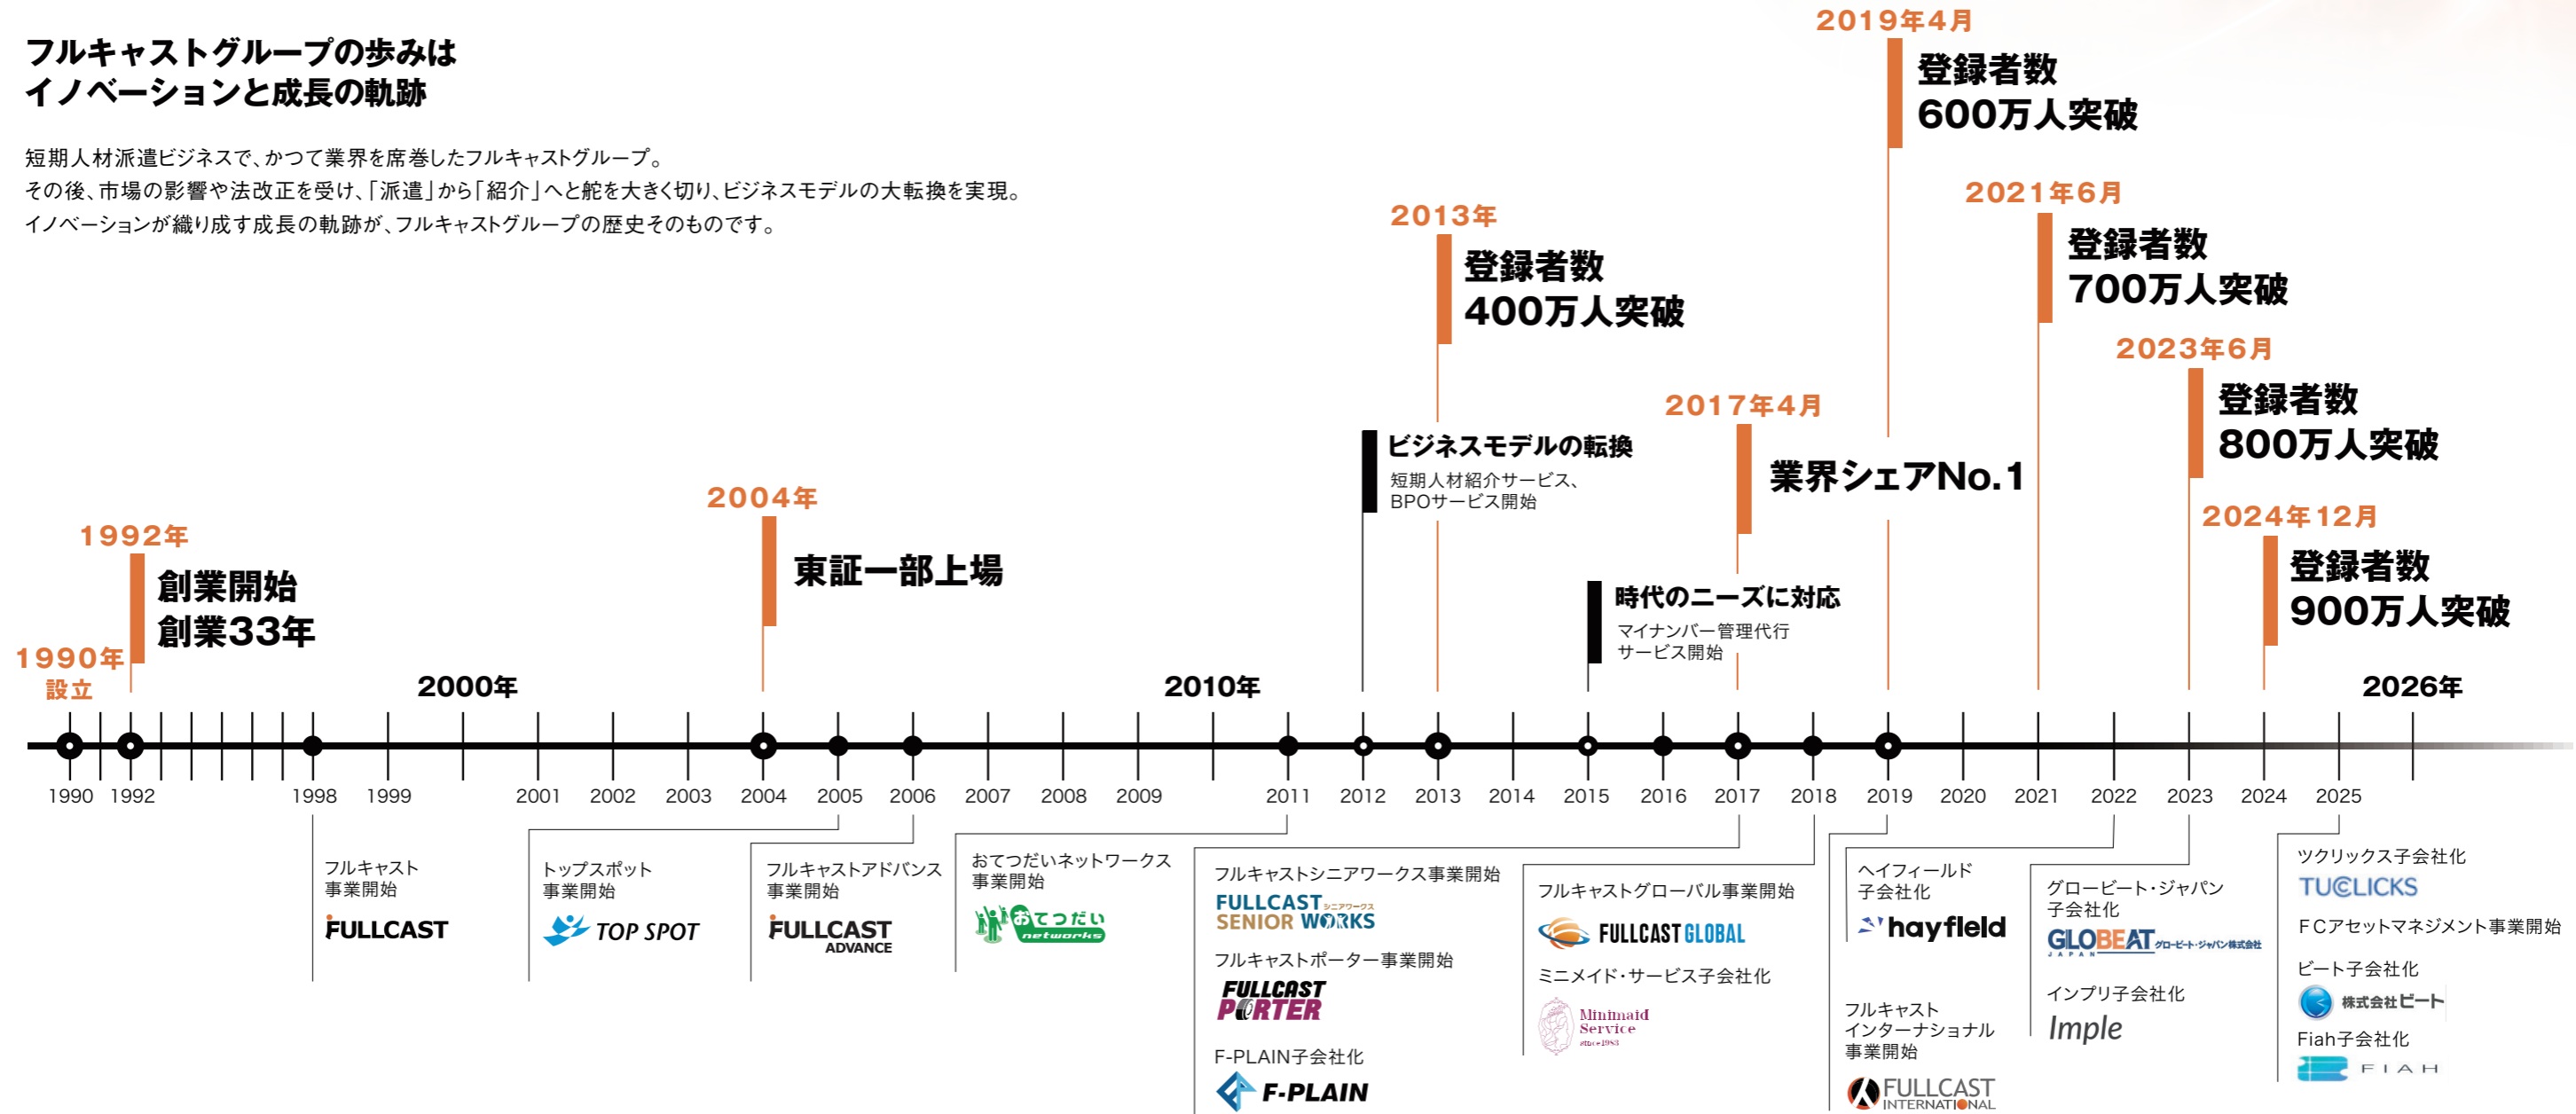 フルキャストグループの歩みは
イノベーションと成長の軌跡
短期人材派遣ビジネスで、かつて業界を席巻したフルキャストグループ。
その後、市場の影響や法改正を受け、「派遣」から「紹介」へと舵を大きく切り、ビジネスモデルの大転換を実現。
イノベーションが織り成す成長の軌跡が、フルキャストグループの歴史そのものです。
1990年
設立
1992年
創業開始
創業33年
2004年
東証一部上場
ビジネスモデルの転換
短期人材紹介サービス、
BPOサービス開始
2013年
登録者数
400万人突破
時代のニーズに対応
マイナンバー管理代行
サービス開始
2017年4月
業界シェアNo.1
2019年4月
登録者数
600万人突破
2021年6月
登録者数
700万人突破
2023年6月
登録者数
800万人突破
2024年12月
登録者数
900万人突破
2000年
2010年
2026年
1990 1992 1998 1999 2001 2002 2003 2004 2005 2006 2007 2008 2009 2011 2012 2013 2014 2015 2016 2017 2018 2019 2020 2021 2022 2023 2024 2025
フルキャスト
事業開始
FULLCAST
トップスポット
事業開始
TOP SPOT
フルキャストアドバンス
事業開始
FULLCAST
ADVANCE
おてつだいネットワークス
事業開始
おてつだい
networks
フルキャストシニアワークス事業開始
FULLCAST シニアワークス
SENIOR WORKS
フルキャストポーター事業開始
FULLCAST
PORTER
F-PLAIN子会社化
F-PLAIN
フルキャストグローバル事業開始
FULLCAST GLOBAL
ミニメイド・サービス子会社化
Minimaid
Service
since 1983
フルキャスト
インターナショナル
事業開始
FULLCAST
INTERNATIONAL
ヘイフィールド
子会社化
hayfield
グロービート・ジャパン
子会社化
GLOBEAT グロービート・ジャパン株式会社
JAPAN
インプリ子会社化
Imple
ツクリックス子会社化
TUCLICKS
FCアセットマネジメント事業開始
ビート子会社化
株式会社ビート
Fiah子会社化
FIAH